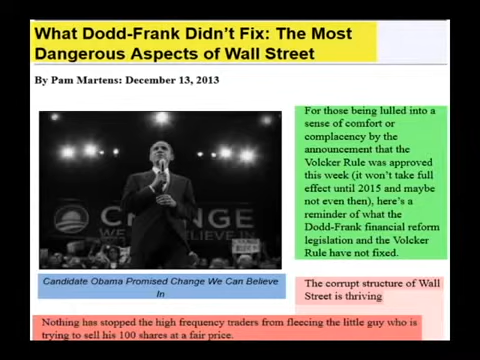 What Dodd-Frank Didn't Fix: The Most
Dangerous Aspects of Wall Street
By Pam Martens: December 13, 2013
For those being lulled into a
sense of comfort or
complacency by the
announcement that the
Volcker Rule was approved
this week (it won't take full
effect until 2015 and maybe
not even then), here's a
reminder of what the
Dodd-Frank financial reform
legislation and the Volcker
Rule have not fixed.
CHANGE
WE BELIEVE IN
Candidate Obama Promised Change We Can Believe
In
The corrupt structure of Wall
Street is thriving
Nothing has stopped the high frequency traders from fleecing the little guy who is
trying to sell his 100 shares at a fair price.